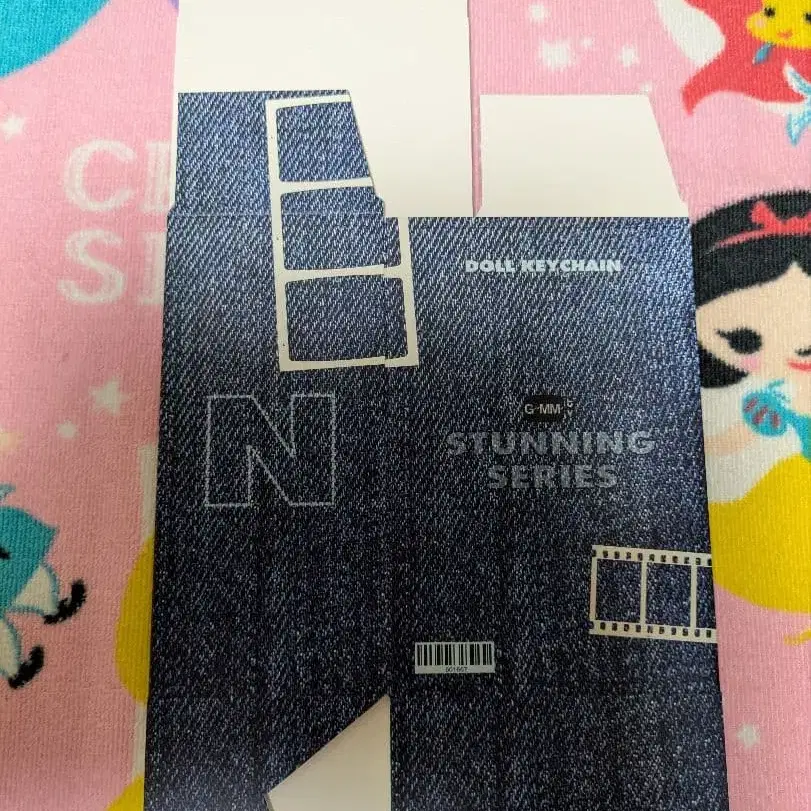 DOLL KEYCHAIN
N
GMM
STUNNING
SERIES